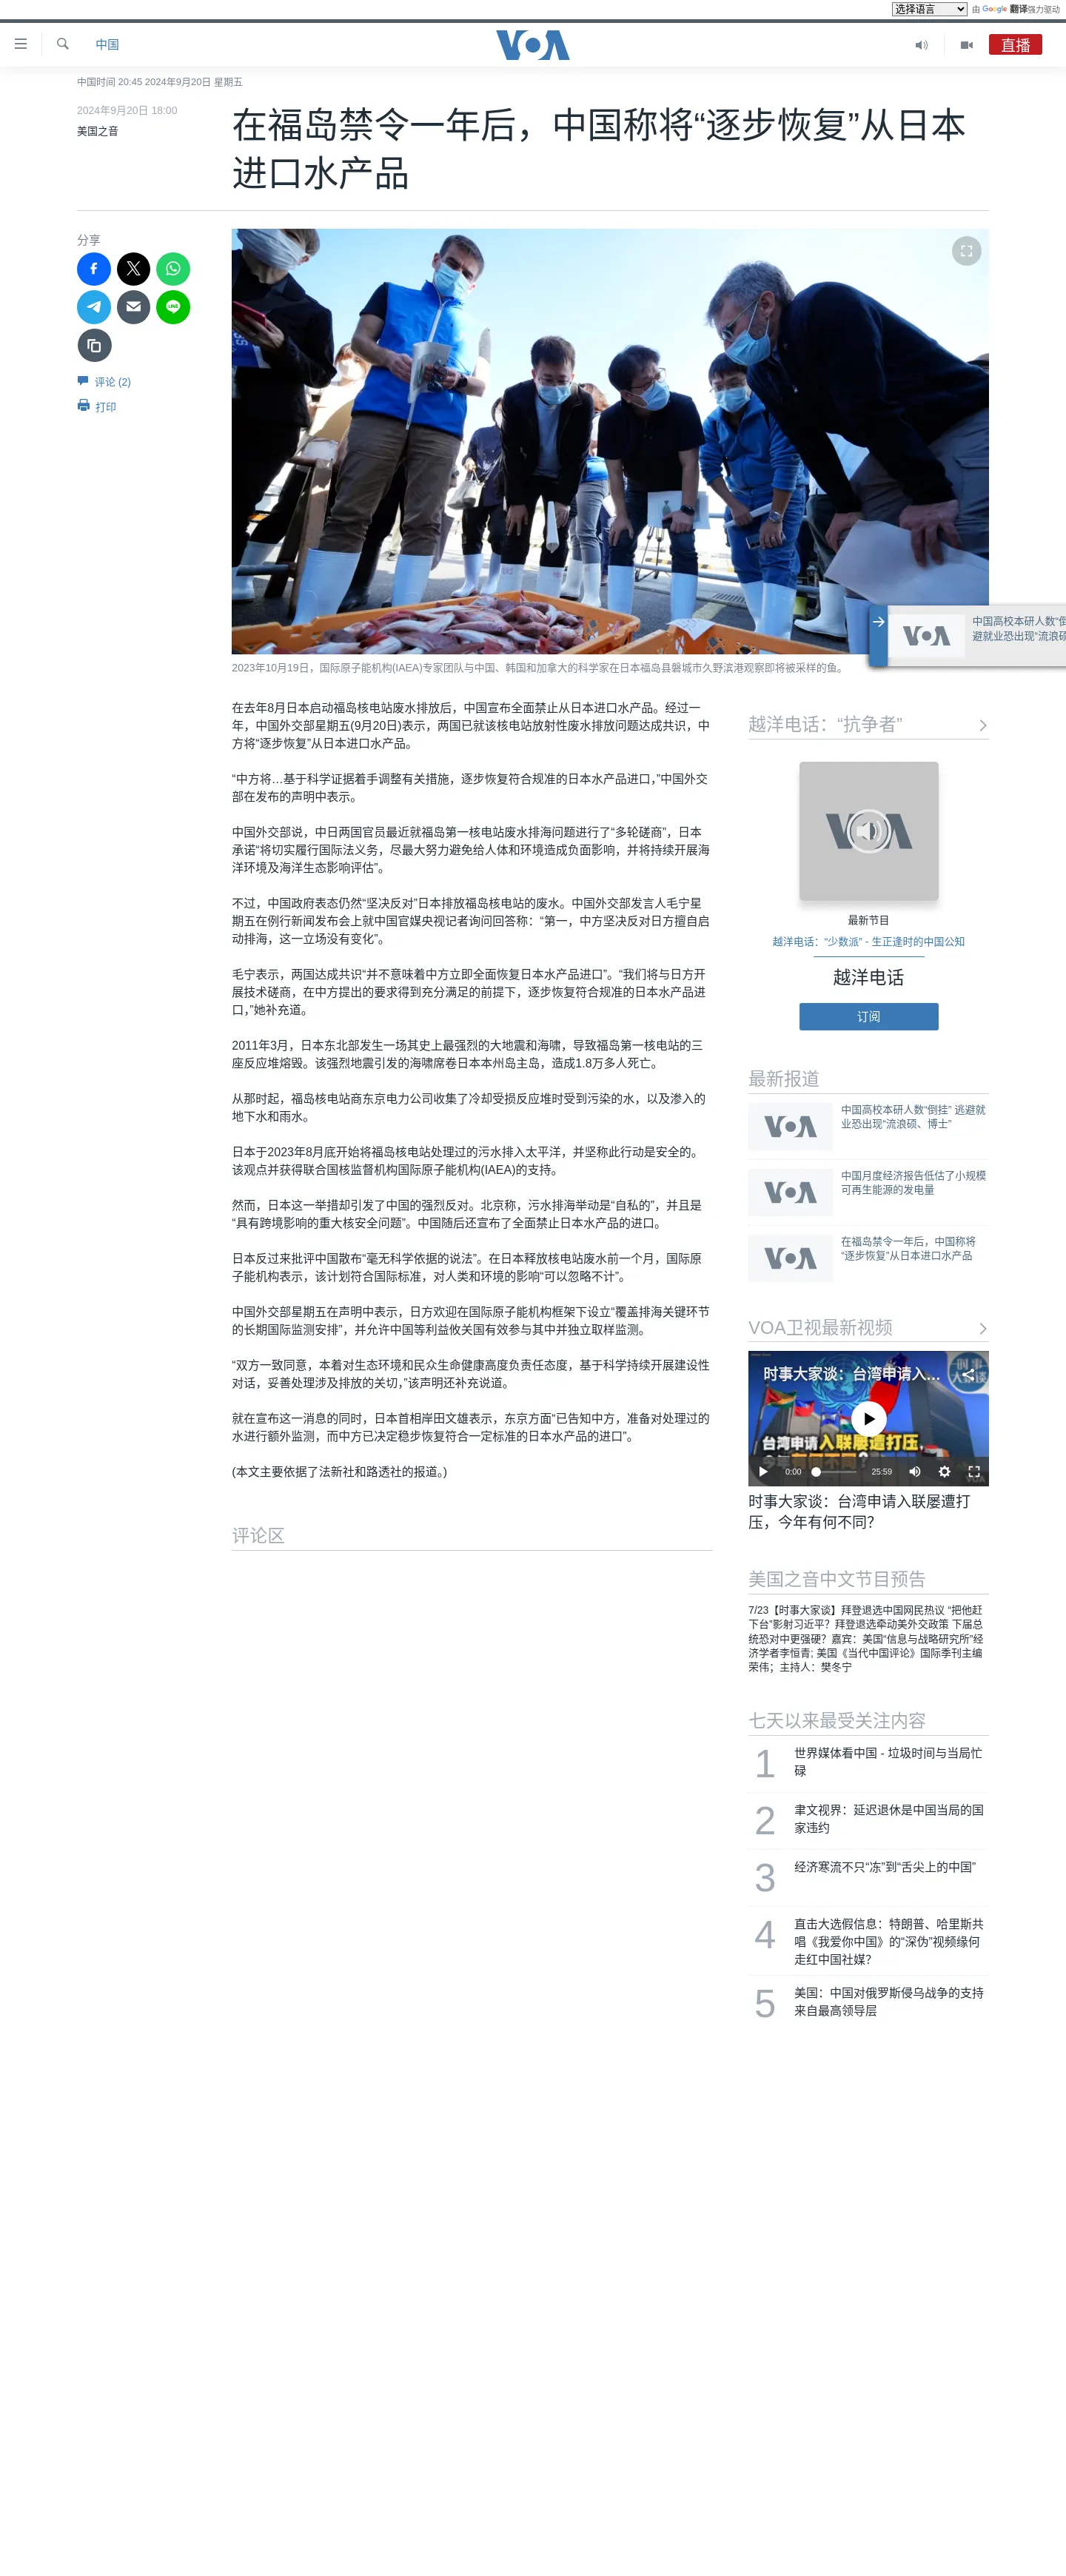 选择语言
由 Google 翻译强力驱动
中国
VOA
直播
中国时间 20:45 2024年9月20日 星期五
2024年9月20日 18:00
美国之音
在福岛禁令一年后，中国称将“逐步恢复”从日本
进口水产品
分享
评论 (2)
打印
2023年10月19日，国际原子能机构(IAEA)专家团队与中国、韩国和加拿大的科学家在日本福岛县磐城市久野滨港观察即将被采样的鱼。
VOA
中国高校本研人数“倒
避就业恐出现“流浪硕
在去年8月日本启动福岛核电站废水排放后，中国宣布全面禁止从日本进口水产品。经过一
年，中国外交部星期五(9月20日)表示，两国已就该核电站放射性废水排放问题达成共识，中
方将“逐步恢复”从日本进口水产品。
“中方将…基于科学证据着手调整有关措施，逐步恢复符合规准的日本水产品进口，”中国外交
部在发布的声明中表示。
中国外交部说，中日两国官员最近就福岛第一核电站废水排海问题进行了“多轮磋商”，日本
承诺“将切实履行国际法义务，尽最大努力避免给人体和环境造成负面影响，并将持续开展海
洋环境及海洋生态影响评估”。
不过，中国政府表态仍然“坚决反对”日本排放福岛核电站的废水。中国外交部发言人毛宁星
期五在例行新闻发布会上就中国官媒央视记者询问回答称：“第一，中方坚决反对日方擅自启
动排海，这一立场没有变化”。
毛宁表示，两国达成共识“并不意味着中方立即全面恢复日本水产品进口”。“我们将与日方开
展技术磋商，在中方提出的要求得到充分满足的前提下，逐步恢复符合规准的日本水产品进
口，”她补充道。
2011年3月，日本东北部发生一场其史上最强烈的大地震和海啸，导致福岛第一核电站的三
座反应堆熔毁。该强烈地震引发的海啸席卷日本本州岛主岛，造成1.8万多人死亡。
从那时起，福岛核电站商东京电力公司收集了冷却受损反应堆时受到污染的水，以及渗入的
地下水和雨水。
日本于2023年8月底开始将福岛核电站处理过的污水排入太平洋，并坚称此行动是安全的。
该观点并获得联合国核监督机构国际原子能机构(IAEA)的支持。
然而，日本这一举措却引发了中国的强烈反对。北京称，污水排海举动是“自私的”，并且是
“具有跨境影响的重大核安全问题”。中国随后还宣布了全面禁止日本水产品的进口。
日本反过来批评中国散布“毫无科学依据的说法”。在日本释放核电站废水前一个月，国际原
子能机构表示，该计划符合国际标准，对人类和环境的影响“可以忽略不计”。
中国外交部星期五在声明中表示，日方欢迎在国际原子能机构框架下设立“覆盖排海关键环节
的长期国际监测安排”，并允许中国等利益攸关国有效参与其中并独立取样监测。
“双方一致同意，本着对生态环境和民众生命健康高度负责任态度，基于科学持续开展建设性
对话，妥善处理涉及排放的关切，”该声明还补充说道。
就在宣布这一消息的同时，日本首相岸田文雄表示，东京方面“已告知中方，准备对处理过的
水进行额外监测，而中方已决定稳步恢复符合一定标准的日本水产品的进口”。
(本文主要依据了法新社和路透社的报道。)
评论区
越洋电话：“抗争者”
VOA
最新节目
越洋电话：“少数派” - 生正逢时的中国公知
越洋电话
订阅
最新报道
VOA
中国高校本研人数“倒挂” 逃避就
业恐出现“流浪硕、博士”
VOA
中国月度经济报告低估了小规模
可再生能源的发电量
VOA
在福岛禁令一年后，中国称将
“逐步恢复”从日本进口水产品
VOA卫视最新视频
时事大家谈：台湾申请入...
时事
大家谈
台湾申请入联屡遭打压，
今年有何不同？
0:00
25:59
时事大家谈：台湾申请入联屡遭打
压，今年有何不同？
美国之音中文节目预告
7/23【时事大家谈】拜登退选中国网民热议 “把他赶
下台”影射习近平？拜登退选牵动美外交政策 下届总
统恐对中更强硬？嘉宾：美国“信息与战略研究所”经
济学者李恒青; 美国《当代中国评论》国际季刊主编
荣伟；主持人：樊冬宁
七天以来最受关注内容
1
世界媒体看中国 - 垃圾时间与当局忙
碌
2
聿文视界：延迟退休是中国当局的国
家违约
3
经济寒流不只“冻”到“舌尖上的中国”
4
直击大选假信息：特朗普、哈里斯共
唱《我爱你中国》的“深伪”视频缘何
走红中国社媒？
5
美国：中国对俄罗斯侵乌战争的支持
来自最高领导层